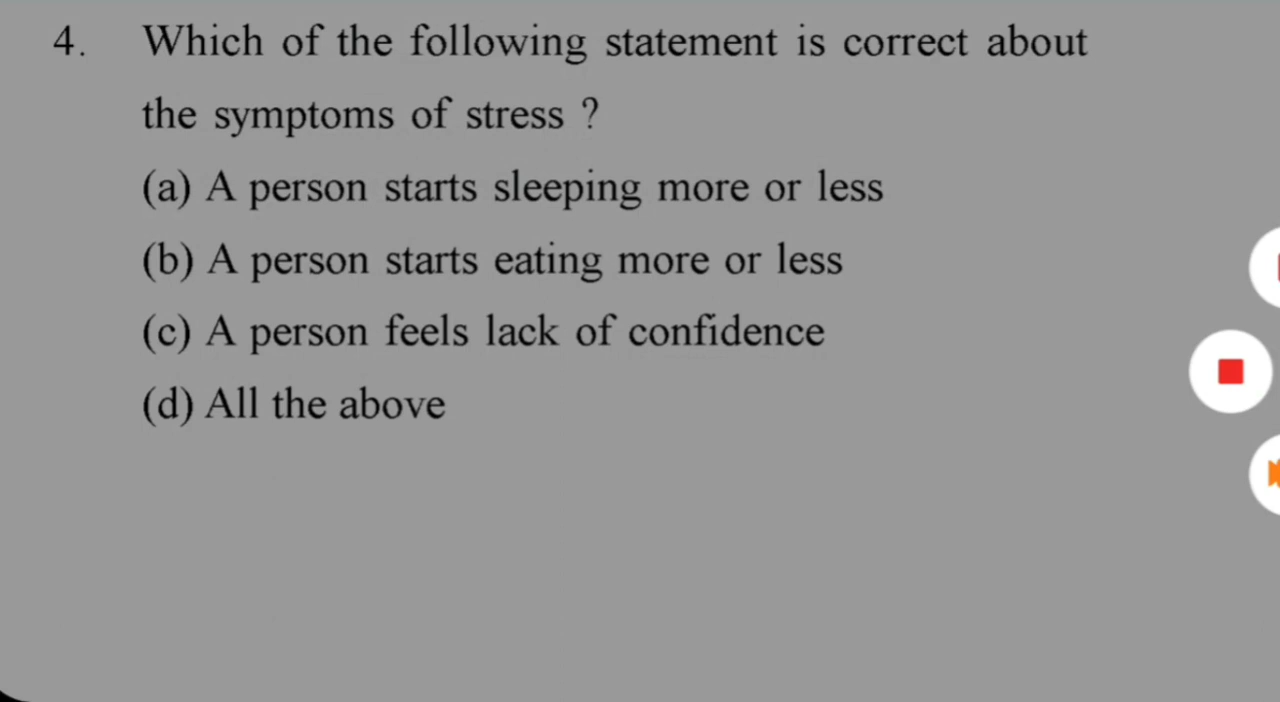 4. Which of the following statement is correct about
the symptoms of stress ?
(a) A person starts sleeping more or less
(b) A person starts eating more or less
(c) A person feels lack of confidence
(d) All the above